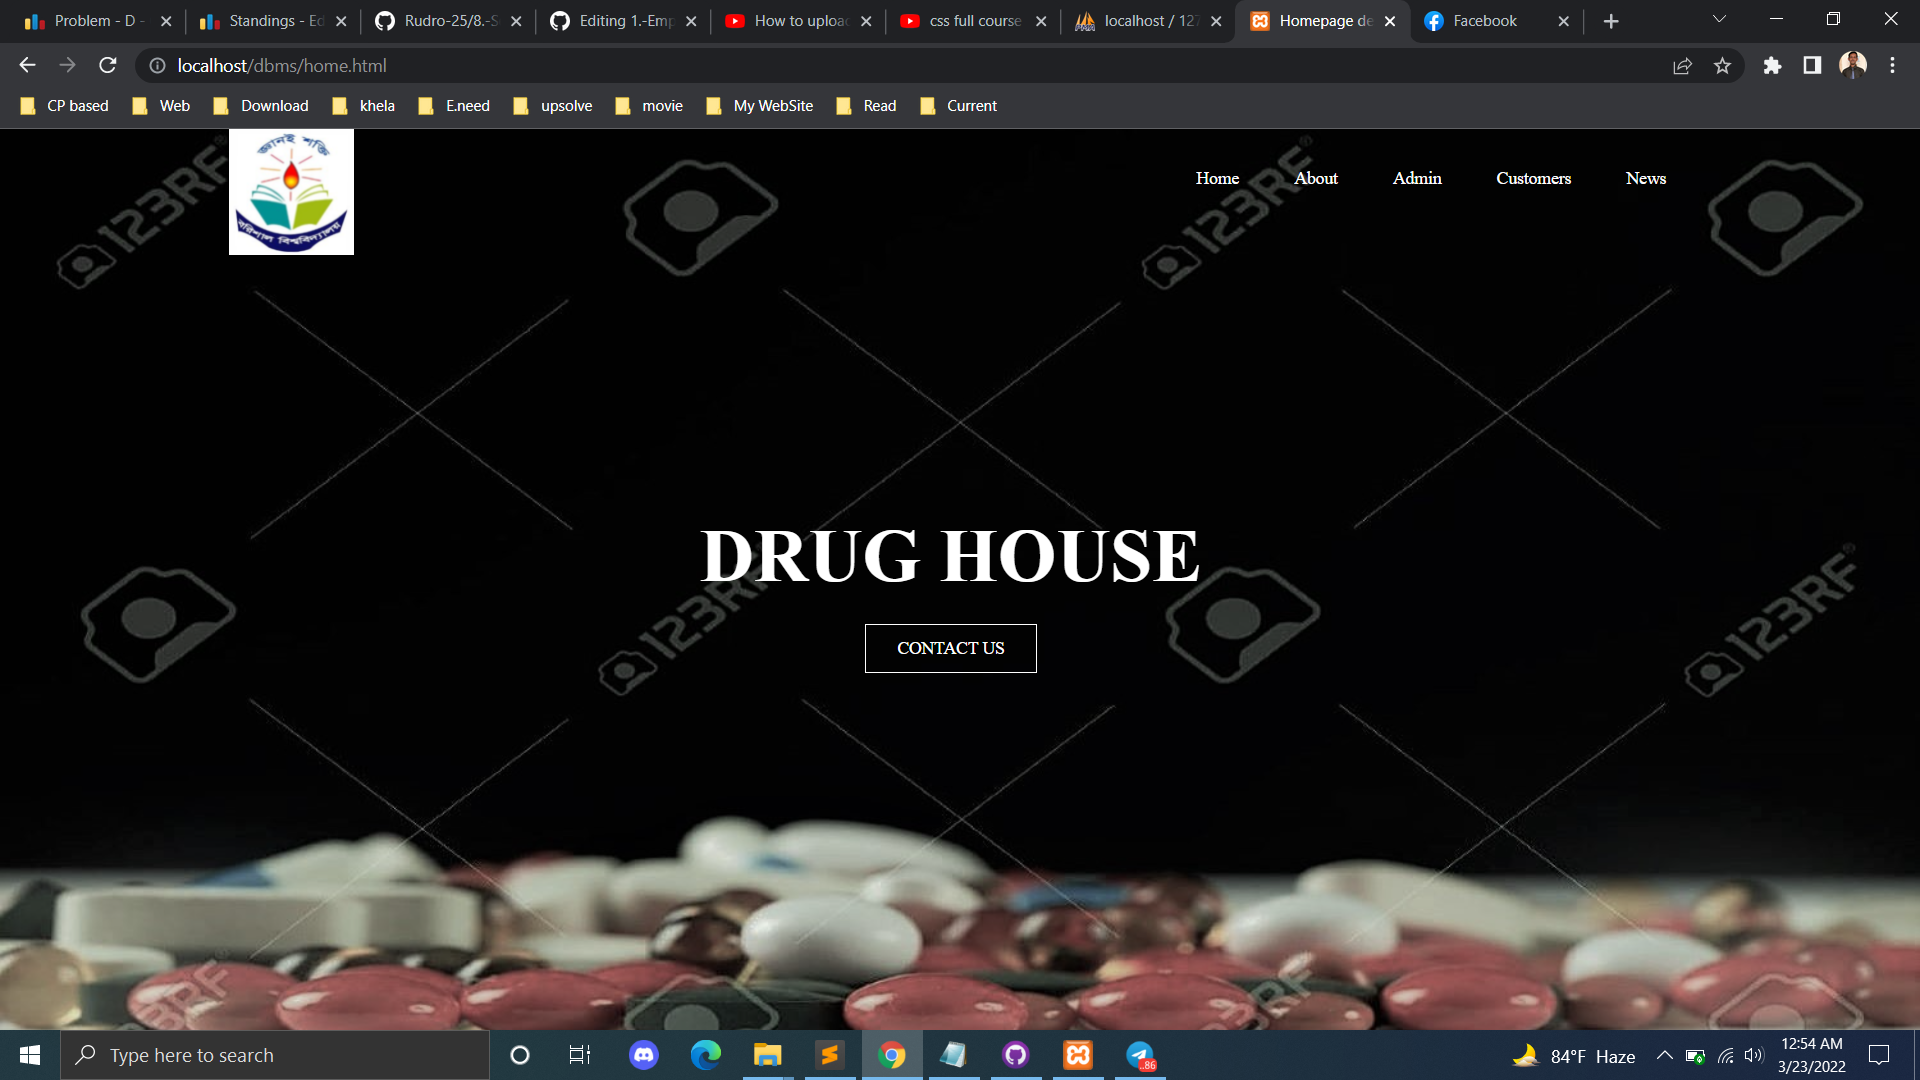 Problem - D -
Standings - Ed
Rudro-25/8.-S
Editing 1.-Emp
How to uploa
css full course
localhost / 127
Homepage de
Facebook
localhost/dbms/home.html
CP based
Web
Download
khela
E.need
upsolve
movie
My WebSite
Read
Current
জ্ঞানই শক্তি
বরিশাল বিশ্ববিদ্যালয়
Home
About
Admin
Customers
News
123RF®
123RF®
DRUG HOUSE
CONTACT US
123RF
123RF®
123RF
123RF
Type here to search
..86
84°F Haze
12:54 AM
3/23/2022